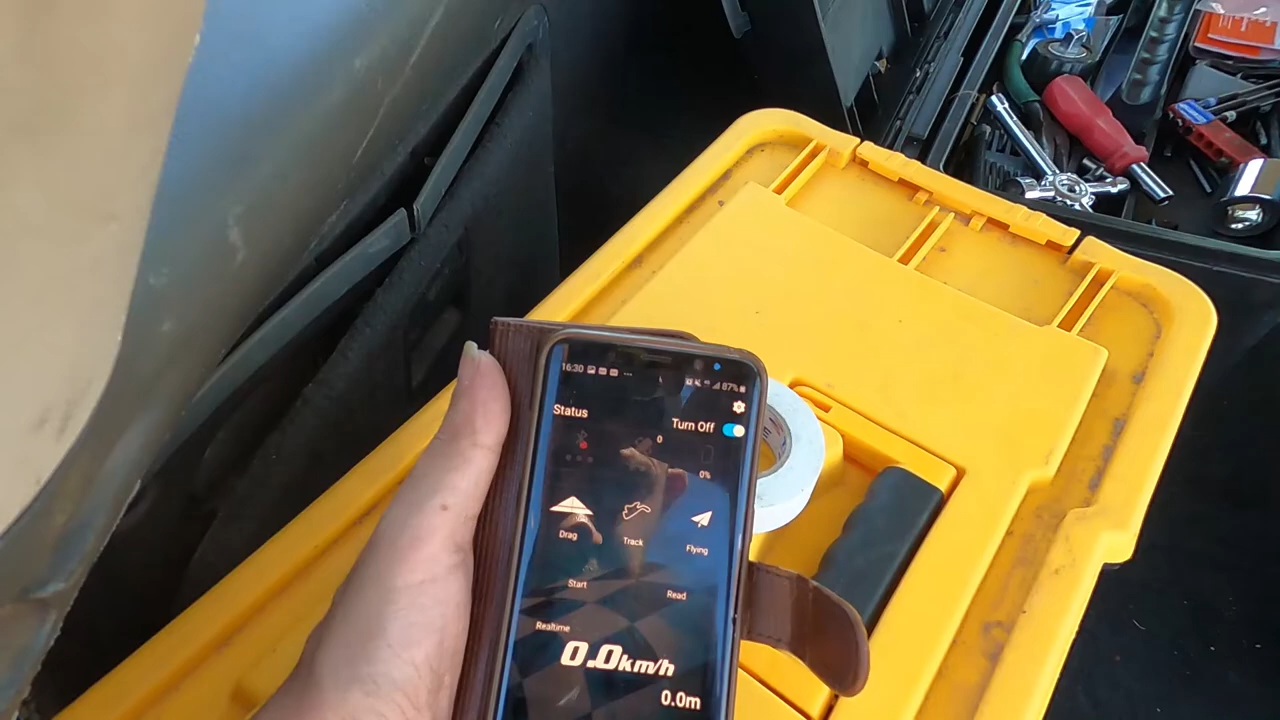 16:30 87%
Status
Turn Off
0
0%
Drag Track Flying
Start Read
Realtime
0.0km/h
0.0m